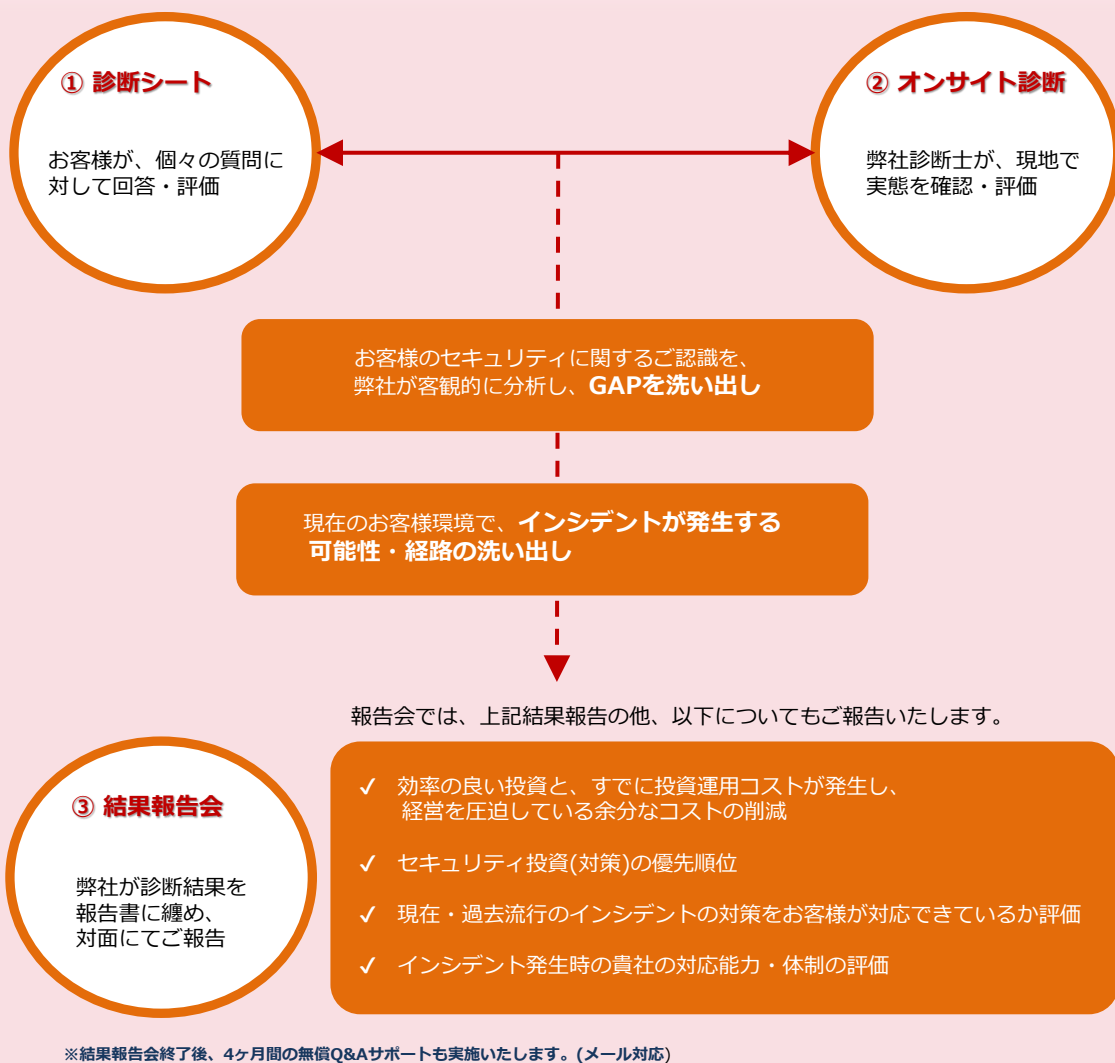 ① 診断シート
お客様が、個々の質問に
対して回答・評価
② オンサイト診断
弊社診断士が、現地で
実態を確認・評価
お客様のセキュリティに関するご認識を、
弊社が客観的に分析し、GAPを洗い出し
現在のお客様環境で、インシデントが発生する
可能性・経路の洗い出し
報告会では、上記結果報告の他、以下についてもご報告いたします。
③ 結果報告会
弊社が診断結果を
報告書に纏め、
対面にてご報告
✓ 効率の良い投資と、すでに投資運用コストが発生し、
経営を圧迫している余分なコストの削減
✓ セキュリティ投資(対策)の優先順位
✓ 現在・過去流行のインシデントの対策をお客様が対応できているか評価
✓ インシデント発生時の貴社の対応能力・体制の評価
※結果報告会終了後、4ヶ月間の無償Q&Aサポートも実施いたします。(メール対応)